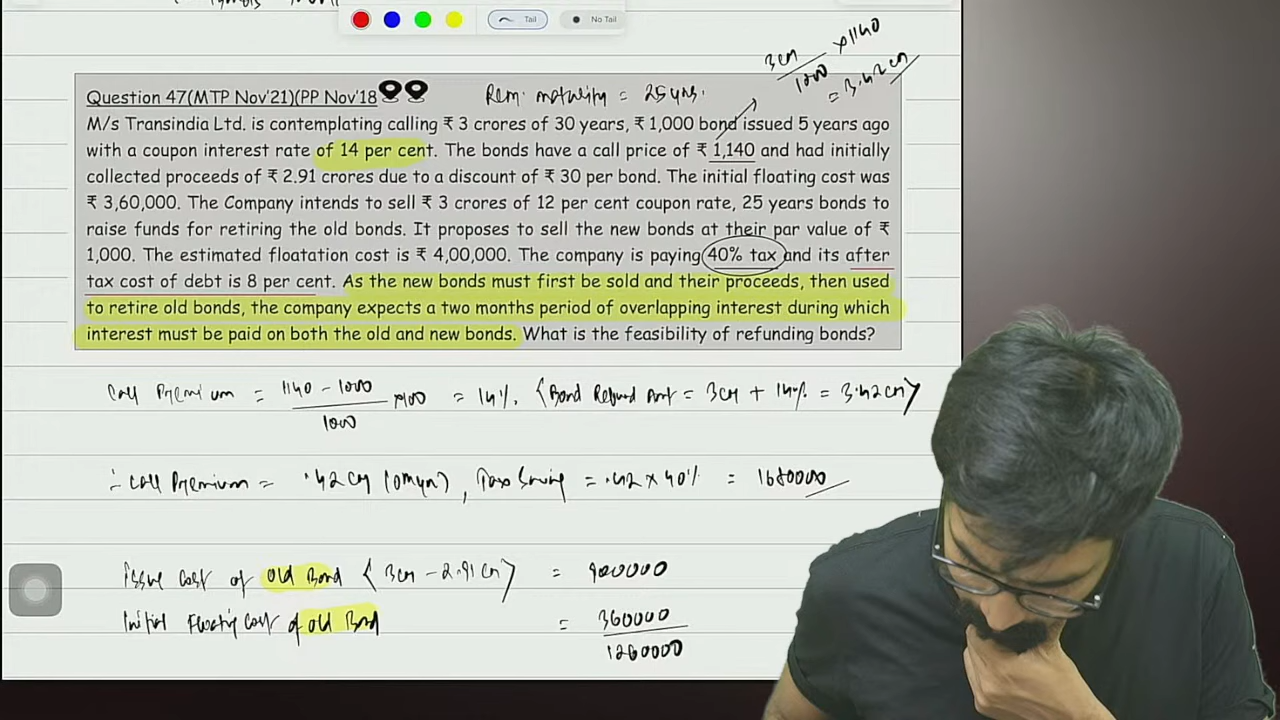 Tail
No Tail
3cr/1000 × 1140
= 3.42 cr
Question 47(MTP Nov'21)(PP Nov'18
Rem. maturity = 25 yrs.
M/s Transindia Ltd. is contemplating calling ₹ 3 crores of 30 years, ₹ 1,000 bond issued 5 years ago
with a coupon interest rate of 14 per cent. The bonds have a call price of ₹ 1,140 and had initially
collected proceeds of ₹ 2.91 crores due to a discount of ₹ 30 per bond. The initial floating cost was
₹ 3,60,000. The Company intends to sell ₹ 3 crores of 12 per cent coupon rate, 25 years bonds to
raise funds for retiring the old bonds. It proposes to sell the new bonds at their par value of ₹
1,000. The estimated floatation cost is ₹ 4,00,000. The company is paying 40% tax and its after
tax cost of debt is 8 per cent. As the new bonds must first be sold and their proceeds, then used
to retire old bonds, the company expects a two months period of overlapping interest during which
interest must be paid on both the old and new bonds. What is the feasibility of refunding bonds?
Call Premium = 1140 - 1000 / 1000 × 100 = 14%. (Bond Refund Amt = 3cr + 14% = 3.42 cr)
∴ Call Premium = .42 cr, Tax Saving = .42 × 40% = 1680000
Issue Cost of Old Bond (3cr - 2.91 cr) = 900000
Initial Floating Cost of Old Bond = 360000
1260000